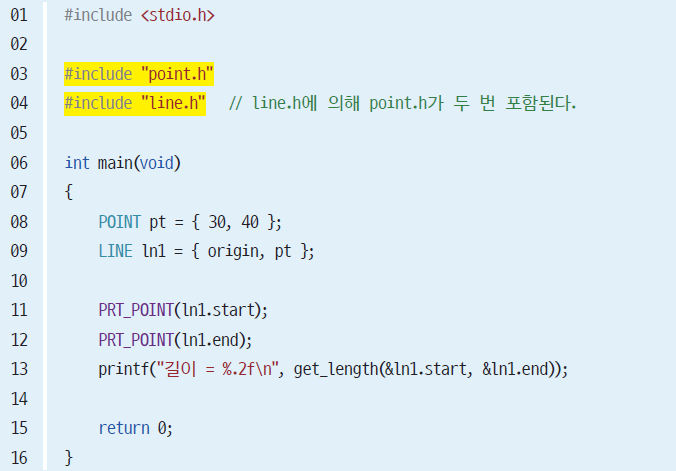 01 #include <stdio.h>
02
03 #include "point.h"
04 #include "line.h" // line.h에 의해 point.h가 두 번 포함된다.
05
06 int main(void)
07 {
08 POINT pt = { 30, 40 };
09 LINE ln1 = { origin, pt };
10
11 PRT_POINT(ln1.start);
12 PRT_POINT(ln1.end);
13 printf("길이 = %.2f\n", get_length(&ln1.start, &ln1.end));
14
15 return 0;
16 }